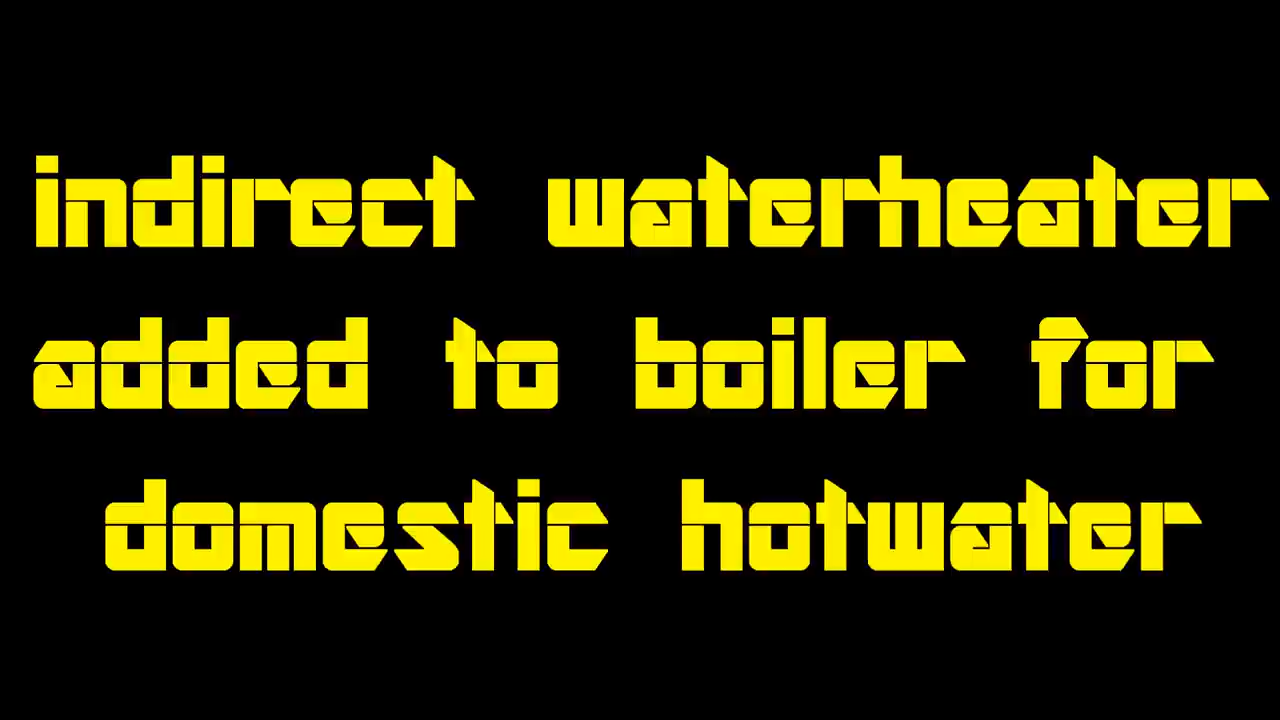 indirect waterheater
added to boiler for
domestic hotwater